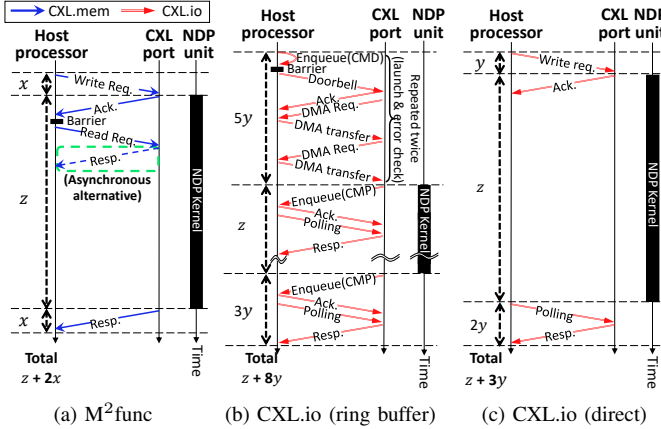 CXL.mem CXL.io
Host processor CXL port NDP unit
x
Write Req.
Ack.
Barrier
Read Req.
Resp.
(Asynchronous alternative)
z
NDP Kernel
x
Resp.
Total
z + 2x
Time
(a) M²func
Host processor CXL port NDP unit
Enqueue(CMD)
Barrier
Doorbell
Ack.
DMA Req.
DMA transfer
DMA Req.
DMA transfer
5y
Repeated twice
(launch & error check)
Enqueue(CMP)
Ack.
Polling
Resp.
z
NDP Kernel
Enqueue(CMP)
Ack.
Polling
Resp.
3y
Total
z + 8y
Time
(b) CXL.io (ring buffer)
Host processor CXL port NDP unit
y
Write req.
Ack.
z
NDP Kernel
Polling
Resp.
2y
Total
z + 3y
Time
(c) CXL.io (direct)